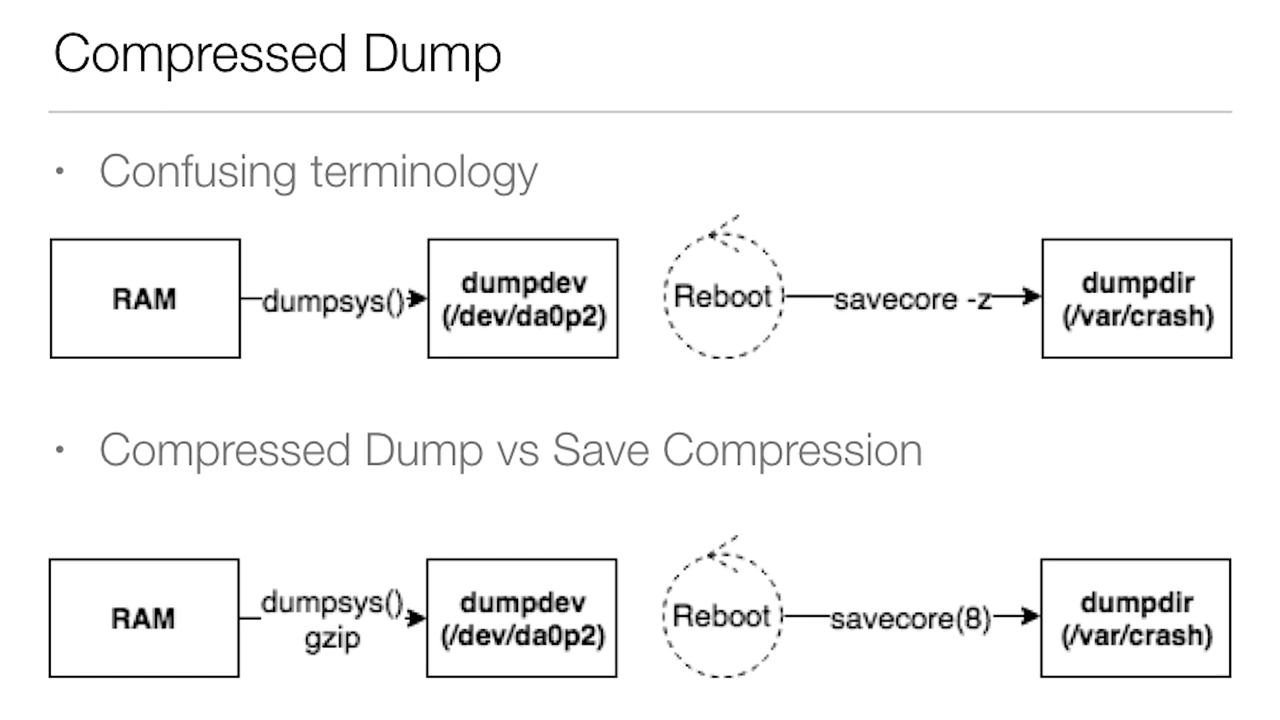 Compressed Dump
• Confusing terminology
RAM
dumpsys()
dumpdev
(/dev/da0p2)
Reboot
savecore -z
dumpdir
(/var/crash)
• Compressed Dump vs Save Compression
RAM
dumpsys()
gzip
dumpdev
(/dev/da0p2)
Reboot
savecore(8)
dumpdir
(/var/crash)